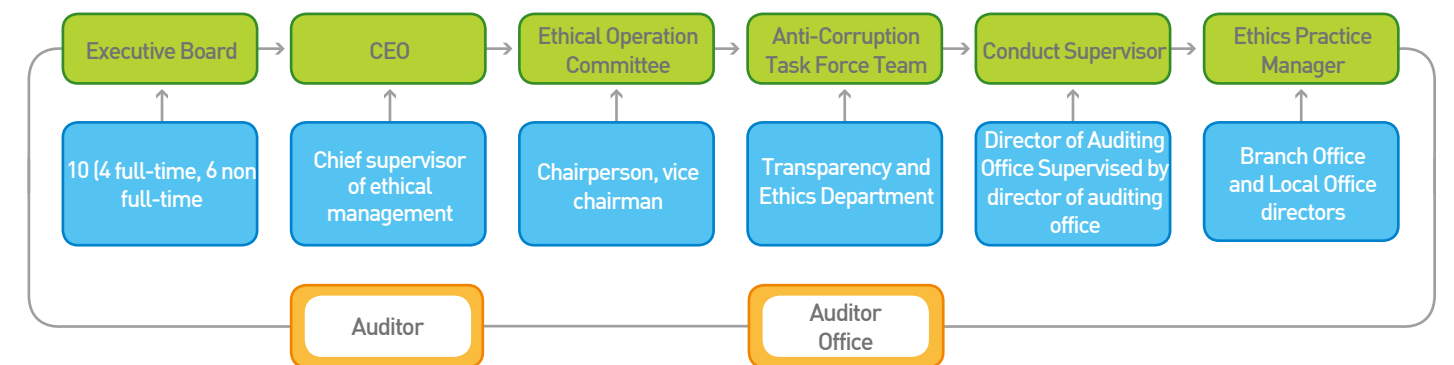 Executive Board
CEO
Ethical Operation
Committee
Anti-Corruption
Task Force Team
Conduct Supervisor
Ethics Practice
Manager
10 (4 full-time, 6 non
full-time
Chief supervisor
of ethical
management
Chairperson, vice
chairman
Transparency and
Ethics Department
Director of Auditing
Office Supervised by
director of auditing
office
Branch Office
and Local Office
directors
Auditor
Auditor
Office